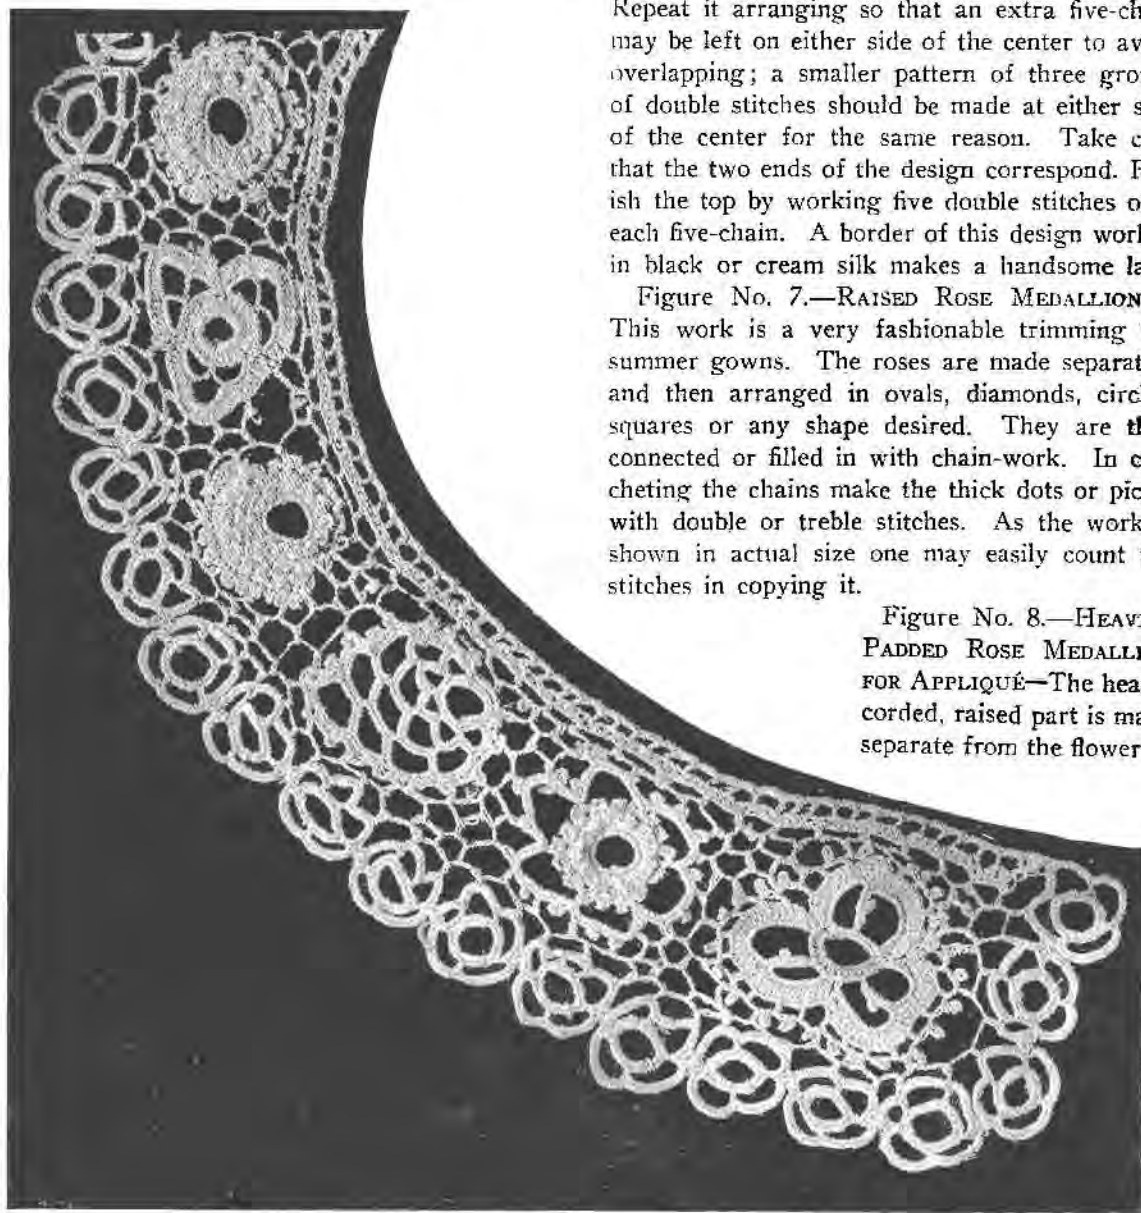 Repeat it arranging so that an extra five-ch
may be left on either side of the center to av
overlapping; a smaller pattern of three gro
of double stitches should be made at either s
of the center for the same reason. Take c
that the two ends of the design correspond. F
ish the top by working five double stitches o
each five-chain. A border of this design work
in black or cream silk makes a handsome la
Figure No. 7.—RAISED ROSE MEDALLION
This work is a very fashionable trimming
summer gowns. The roses are made separat
and then arranged in ovals, diamonds, circl
squares or any shape desired. They are th
connected or filled in with chain-work. In c
cheting the chains make the thick dots or pic
with double or treble stitches. As the work
shown in actual size one may easily count
stitches in copying it.
Figure No. 8.—HEAV
PADDED ROSE MEDALLI
FOR APPLIQUÉ—The hea
corded, raised part is ma
separate from the flower